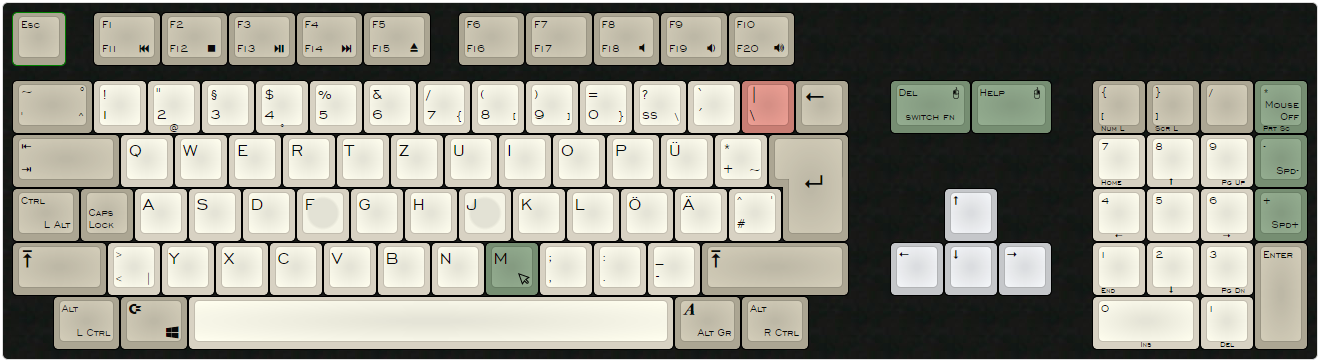 Esc F1 F2 F3 F4 F5 F6 F7 F8 F9 F10
F11 ⏮ F12 ⏹ F13 ⏯ F14 ⏭ F15 ⏏ F16 F17 F18 F19 F20
~ ° ! " § $ % & / ( ) = ? ` | ←
' ^ 1 2 3 4 5 6 7 { 8 [ 9 ] 0 } SS \ ´ \
@ °
Del Help
switch fn
{ } / *
[ ] Mouse Off
Num L Scr L Prt Sc
⇤ Q W E R T Z U I O P Ü * ↵
⇥ + ~
7 8 9 -
Spd-
Home ↑ Pg Up
Ctrl A S D F G H J K L Ö Ä ^ '
L Alt Caps Lock #
↑
4 5 6 +
Spd+
← →
> Y X C V B N M ; : _
< | , . -
← ↓ →
1 2 3 Enter
End ↓ Pg Dn
Alt A Alt
L Ctrl Alt Gr R Ctrl
0 |
Ins Del